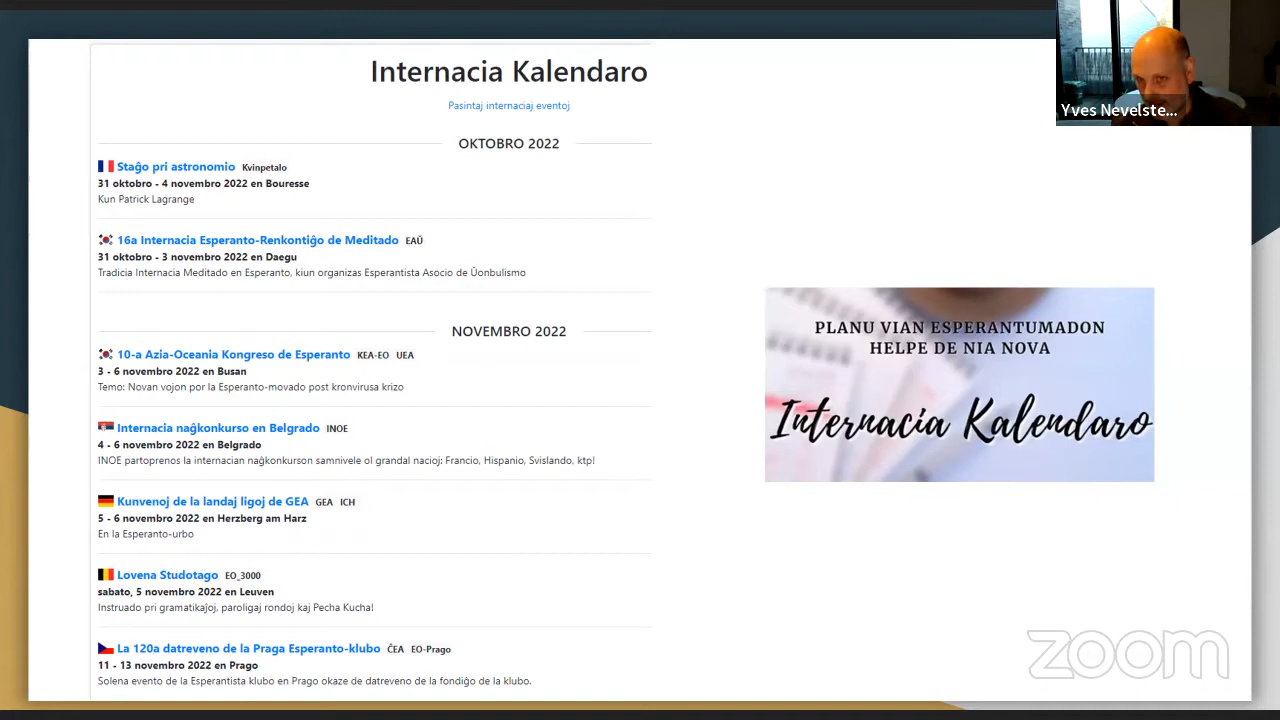 Internacia Kalendaro
Pasintaj internaciaj eventoj
OKTOBRO 2022
Staĝo pri astronomio Kvinpetalo
31 oktobro - 4 novembro 2022 en Bouresse
Kun Patrick Lagrange
16a Internacia Esperanto-Renkontiĝo de Meditado EAŬ
31 oktobro - 3 novembro 2022 en Daegu
Tradicia Internacia Meditado en Esperanto, kiun organizas Esperantista Asocio de Ŭonbulismo
NOVEMBRO 2022
10-a Azia-Oceania Kongreso de Esperanto KEA-EO UEA
3 - 6 novembro 2022 en Busan
Temo: Novan vojon por la Esperanto-movado post kronvirusa krizo
Internacia naĝkonkurso en Belgrado INOE
4 - 6 novembro 2022 en Belgrado
INOE partoprenos la internacian naĝkonkurson samnivele ol grandal nacioj: Francio, Hispanio, Svislando, ktp!
Kunvenoj de la landaj ligoj de GEA GEA ICH
5 - 6 novembro 2022 en Herzberg am Harz
En la Esperanto-urbo
Lovena Studotago EO_3000
sabato, 5 novembro 2022 en Leuven
Instruado pri gramatikaĵoj, paroligaj rondoj kaj Pecha Kucha!
La 120a datreveno de la Praga Esperanto-klubo ĈEA EO-Prago
11 - 13 novembro 2022 en Prago
Solena evento de la Esperantista klubo en Prago okaze de datreveno de la fondiĝo de la klubo.
PLANU VIAN ESPERANTUMADON
HELPE DE NIA NOVA
Internacia Kalendaro
Yves Nevelste...
zoom